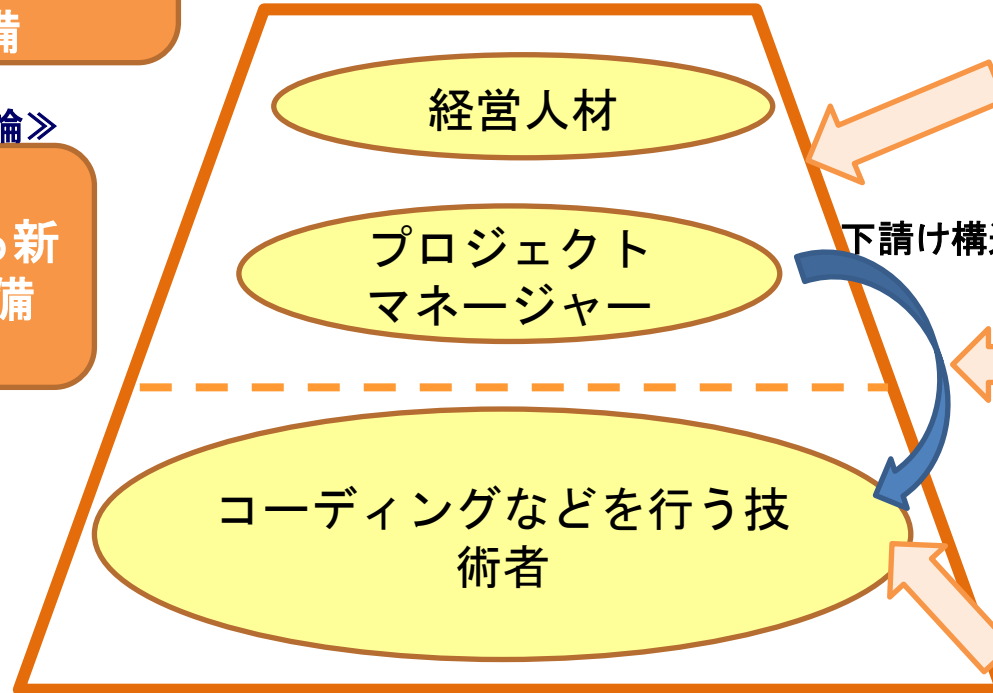 備
論≫
る新
備
経営人材
プロジェクト
マネージャー
下請け構造
コーディングなどを行う技
術者